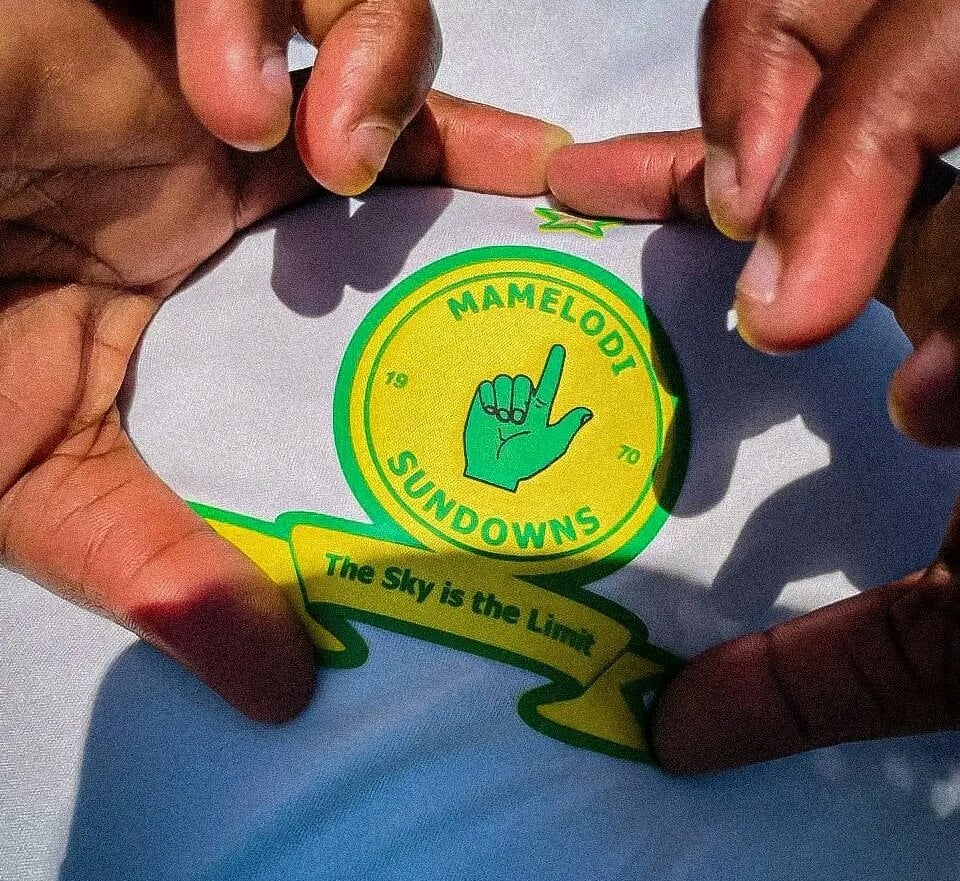 MAMELODI
19
70
SUNDOWNS
The Sky is the Limit